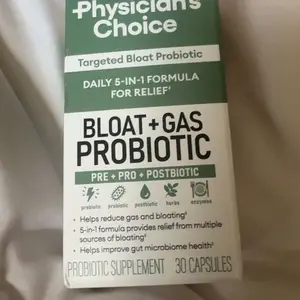 Physician's
Choice
Targeted Bloat Probiotic
DAILY 5-IN-1 FORMULA
FOR RELIEF†
BLOAT + GAS
PROBIOTIC
PRE + PRO + POSTBIOTIC
prebiotic probiotic postbiotic herbs enzymes
• Helps reduce gas and bloating†
• 5-in-1 formula provides relief from multiple
sources of bloating†
• Helps improve gut microbiome health†
PROBIOTIC SUPPLEMENT 30 CAPSULES